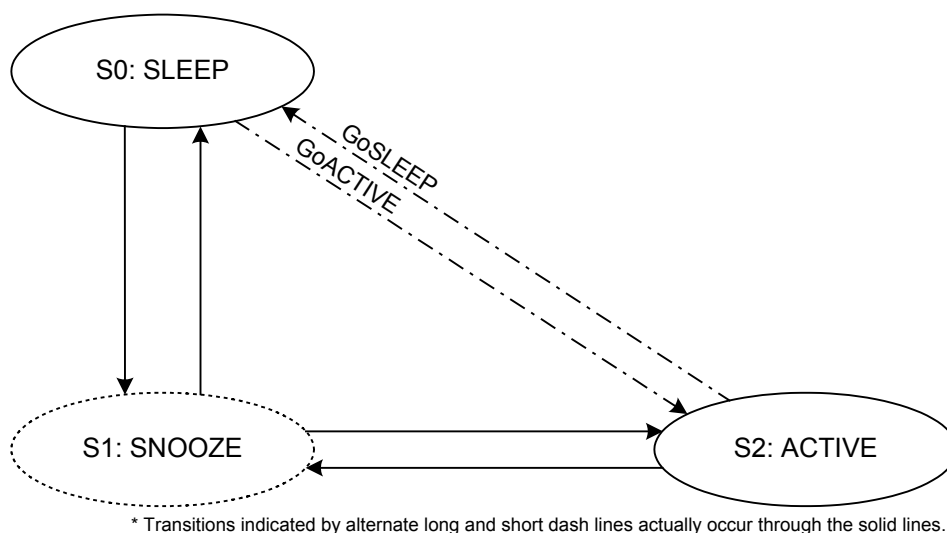 S0: SLEEP
GoSLEEP
GoACTIVE
S1: SNOOZE
S2: ACTIVE
* Transitions indicated by alternate long and short dash lines actually occur through the solid lines.